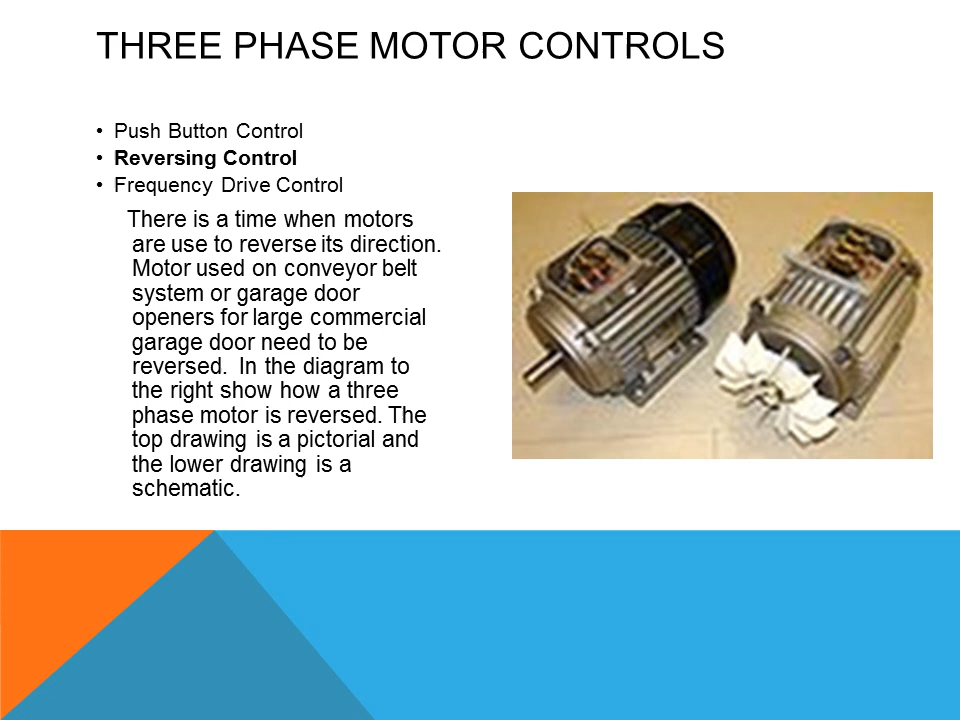 THREE PHASE MOTOR CONTROLS
• Push Button Control
• Reversing Control
• Frequency Drive Control
There is a time when motors
are use to reverse its direction.
Motor used on conveyor belt
system or garage door
openers for large commercial
garage door need to be
reversed. In the diagram to
the right show how a three
phase motor is reversed. The
top drawing is a pictorial and
the lower drawing is a
schematic.